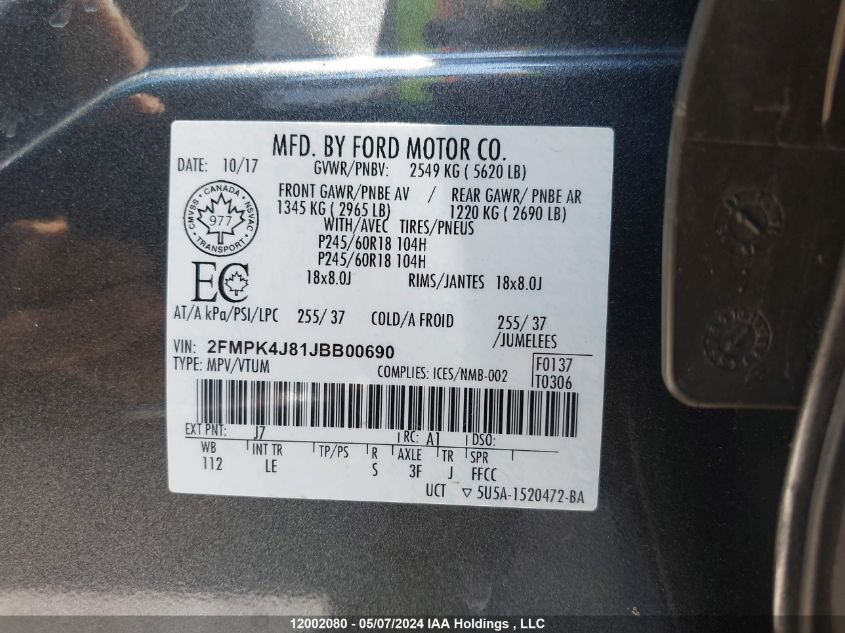 MFD. BY FORD MOTOR CO.
DATE: 10/17
GVWR/PNBV: 2549 KG ( 5620 LB)
FRONT GAWR/PNBE AV / REAR GAWR/ PNBE AR
1345 KG ( 2965 LB) 1220 KG ( 2690 LB)
WITH/AVEC TIRES/PNEUS
P245/60R18 104H
P245/60R18 104H
18x8.0J RIMS/JANTES 18x8.0J
CMVSS - CANADA - NSVAC
977
TRANSPORT
EC
AT/A kPa/PSI/LPC 255/ 37 COLD/A FROID 255/ 37
/JUMELEES
VIN: 2FMPK4J81JBB00690
TYPE: MPV/VTUM COMPLIES: ICES/NMB-002
F0137
T0306
EXT PNT: J7 RC: A1 DSO:
WB INT TR TP/PS R AXLE TR SPR
112 LE S 3F J FFCC
UCT ▽ 5U5A-1520472-BA
12002080 - 05/07/2024 IAA Holdings , LLC